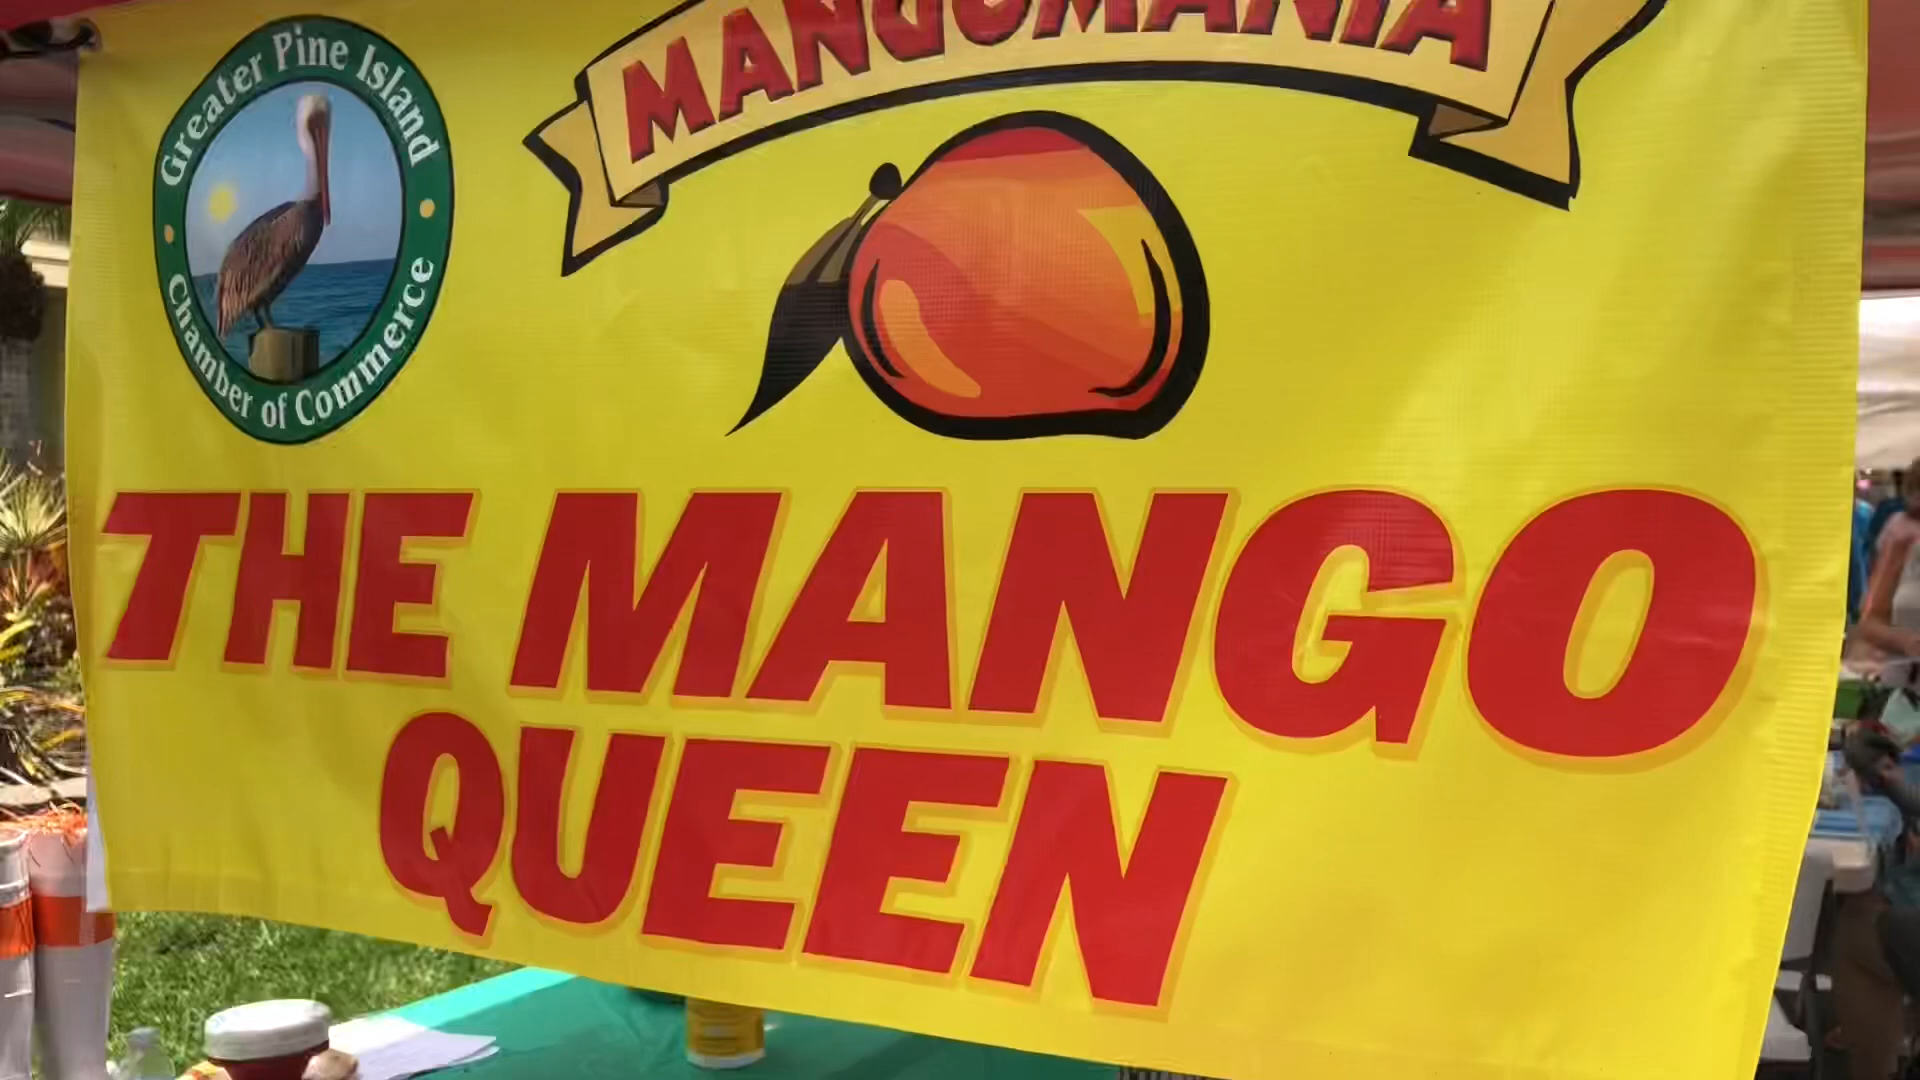 Greater Pine Island
Chamber of Commerce
MANGOMANIA
THE MANGO
QUEEN